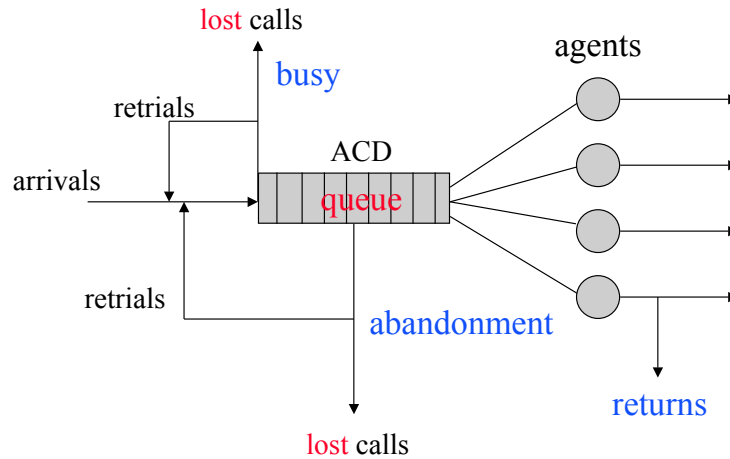 lost calls
agents
busy
retrials
ACD
arrivals
queue
retrials
abandonment
returns
lost calls